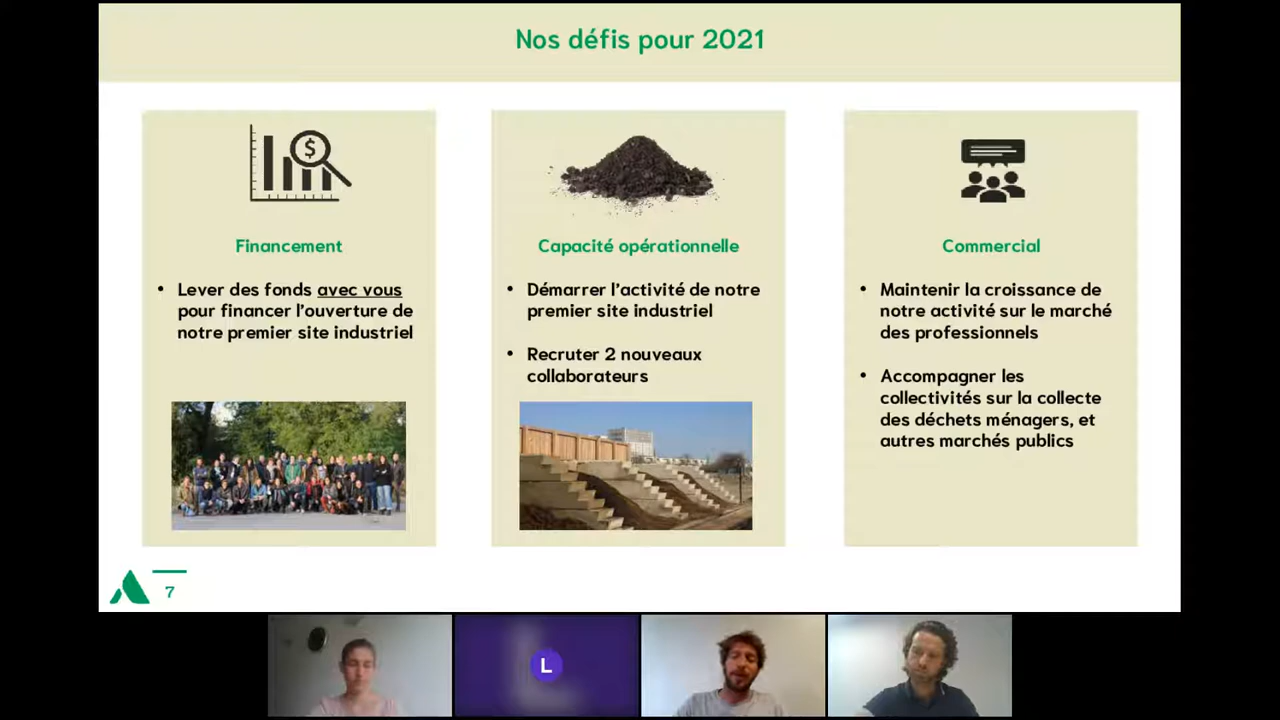 Nos défis pour 2021
$
Financement
• Lever des fonds avec vous
pour financer l'ouverture de
notre premier site industriel
Capacité opérationnelle
• Démarrer l'activité de notre
premier site industriel
• Recruter 2 nouveaux
collaborateurs
Commercial
• Maintenir la croissance de
notre activité sur le marché
des professionnels
• Accompagner les
collectivités sur la collecte
des déchets ménagers, et
autres marchés publics
7
L